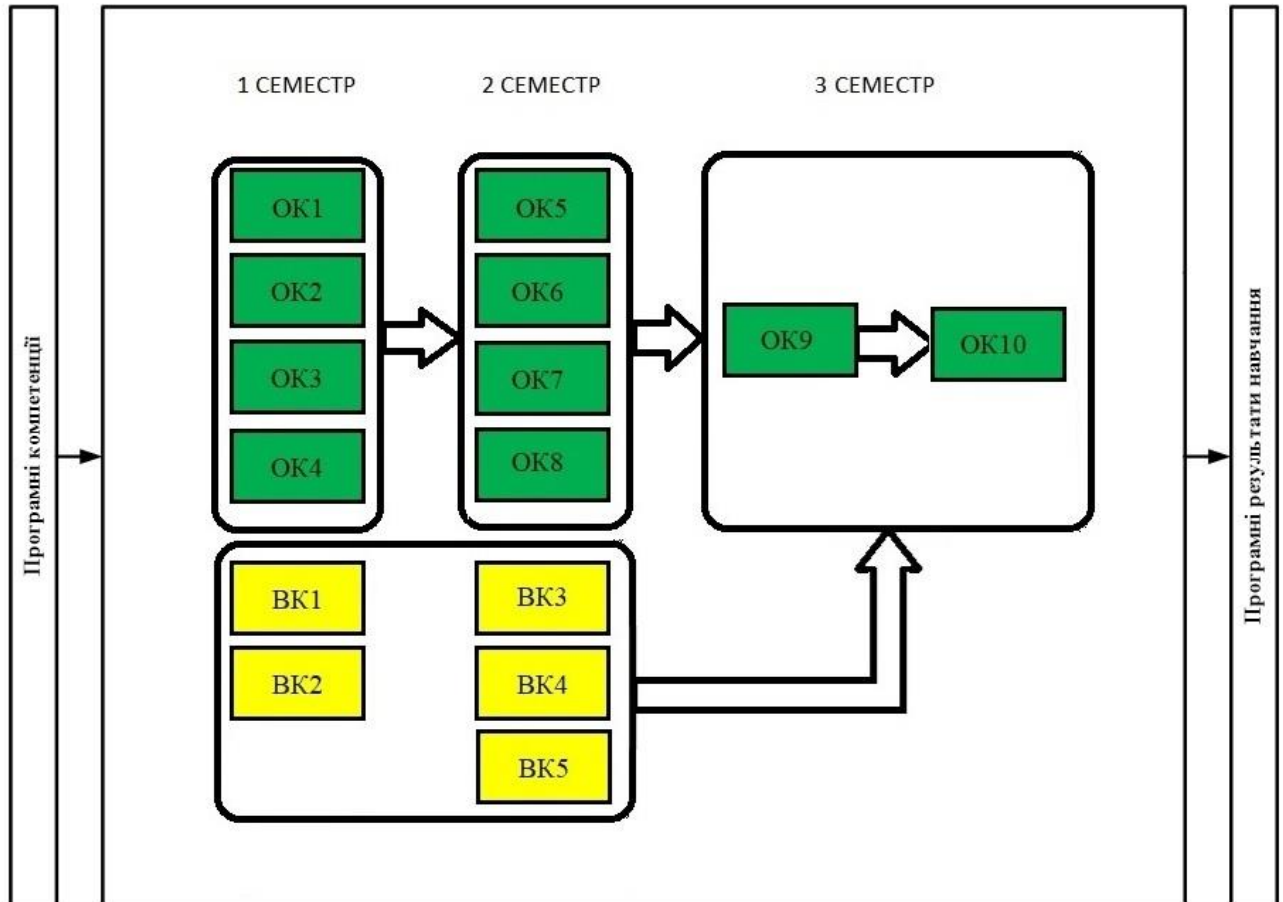 Програмні компетенції
1 СЕМЕСТР
2 СЕМЕСТР
3 СЕМЕСТР
ОК1
ОК2
ОК3
ОК4
ОК5
ОК6
ОК7
ОК8
ОК9
ОК10
ВК1
ВК2
ВК3
ВК4
ВК5
Програмні результати навчання